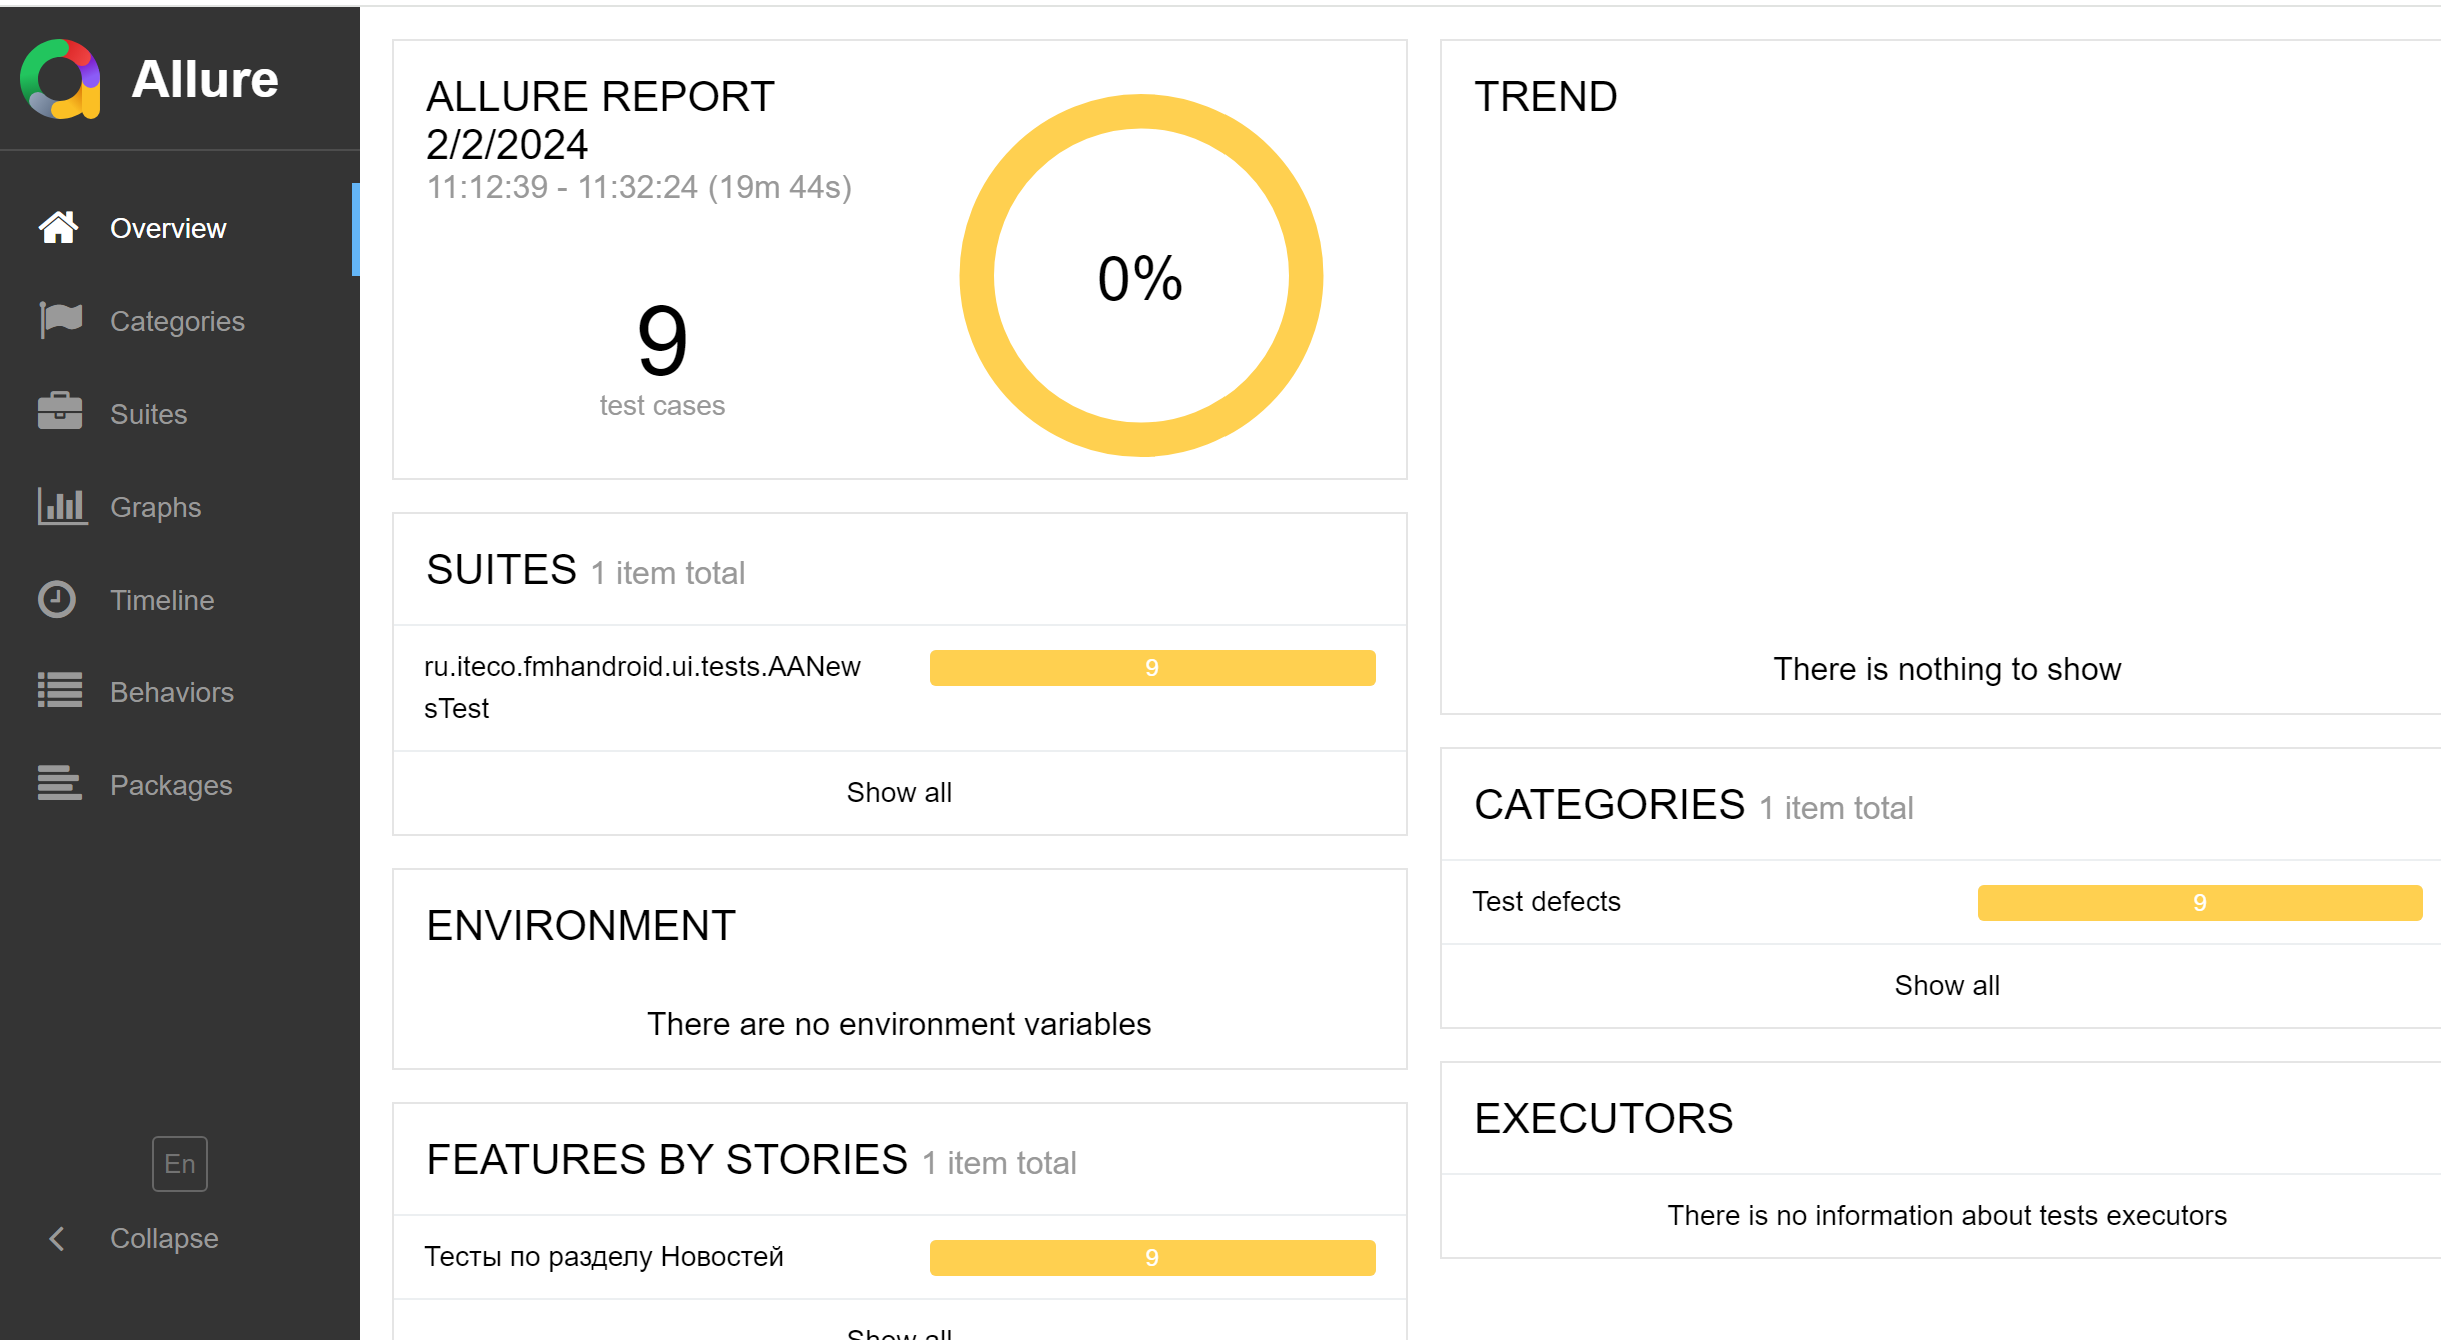 Allure
Overview
Categories
Suites
Graphs
Timeline
Behaviors
Packages
En
Collapse
ALLURE REPORT
2/2/2024
11:12:39 - 11:32:24 (19m 44s)
9
test cases
0%
SUITES 1 item total
ru.iteco.fmhandroid.ui.tests.AANew
sTest
9
Show all
ENVIRONMENT
There are no environment variables
FEATURES BY STORIES 1 item total
Тесты по разделу Новостей
9
Show all
TREND
There is nothing to show
CATEGORIES 1 item total
Test defects
9
Show all
EXECUTORS
There is no information about tests executors